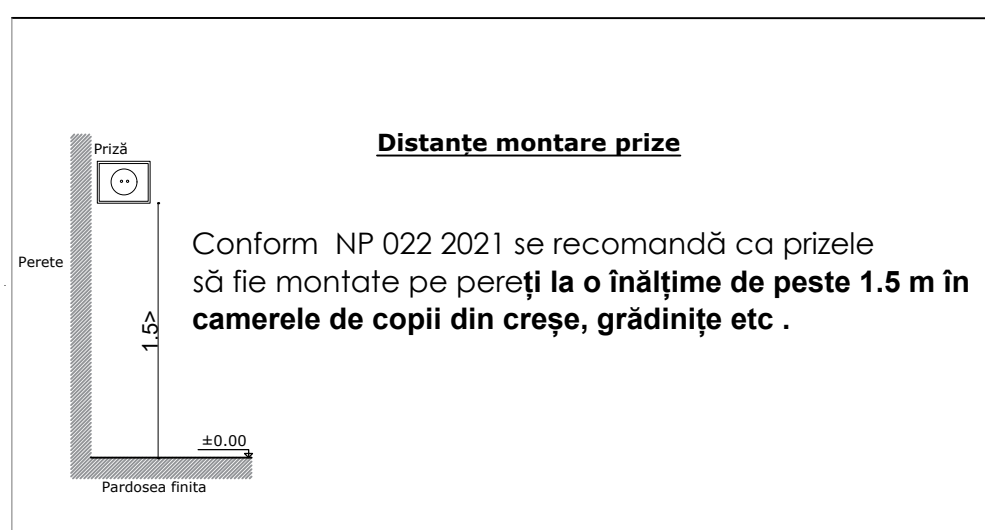 Distanțe montare prize
Priză
Conform NP 022 2021 se recomandă ca prizele
să fie montate pe pereți la o înălțime de peste 1.5 m în
camerele de copii din creșe, grădinițe etc .
Perete
1.5>
±0.00
Pardosea finita